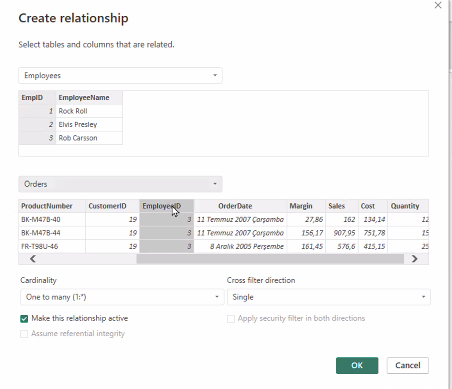 Create relationship
Select tables and columns that are related.
Employees
EmpID EmployeeName
1 Rock Roll
2 Elvis Presley
3 Rob Carsson
Orders
ProductNumber CustomerID EmployeeID OrderDate Margin Sales Cost Quantity
BK-M47B-40 19 3 11 Temmuz 2007 Çarşamba 27,86 162 134,14 12
BK-M47B-44 19 3 11 Temmuz 2007 Çarşamba 156,17 907,95 751,78 15
FR-T98U-46 19 3 8 Aralık 2005 Perşembe 161,45 576,6 415,15 25
Cardinality Cross filter direction
One to many (1:*) Single
Make this relationship active Apply security filter in both directions
Assume referential integrity
OK Cancel